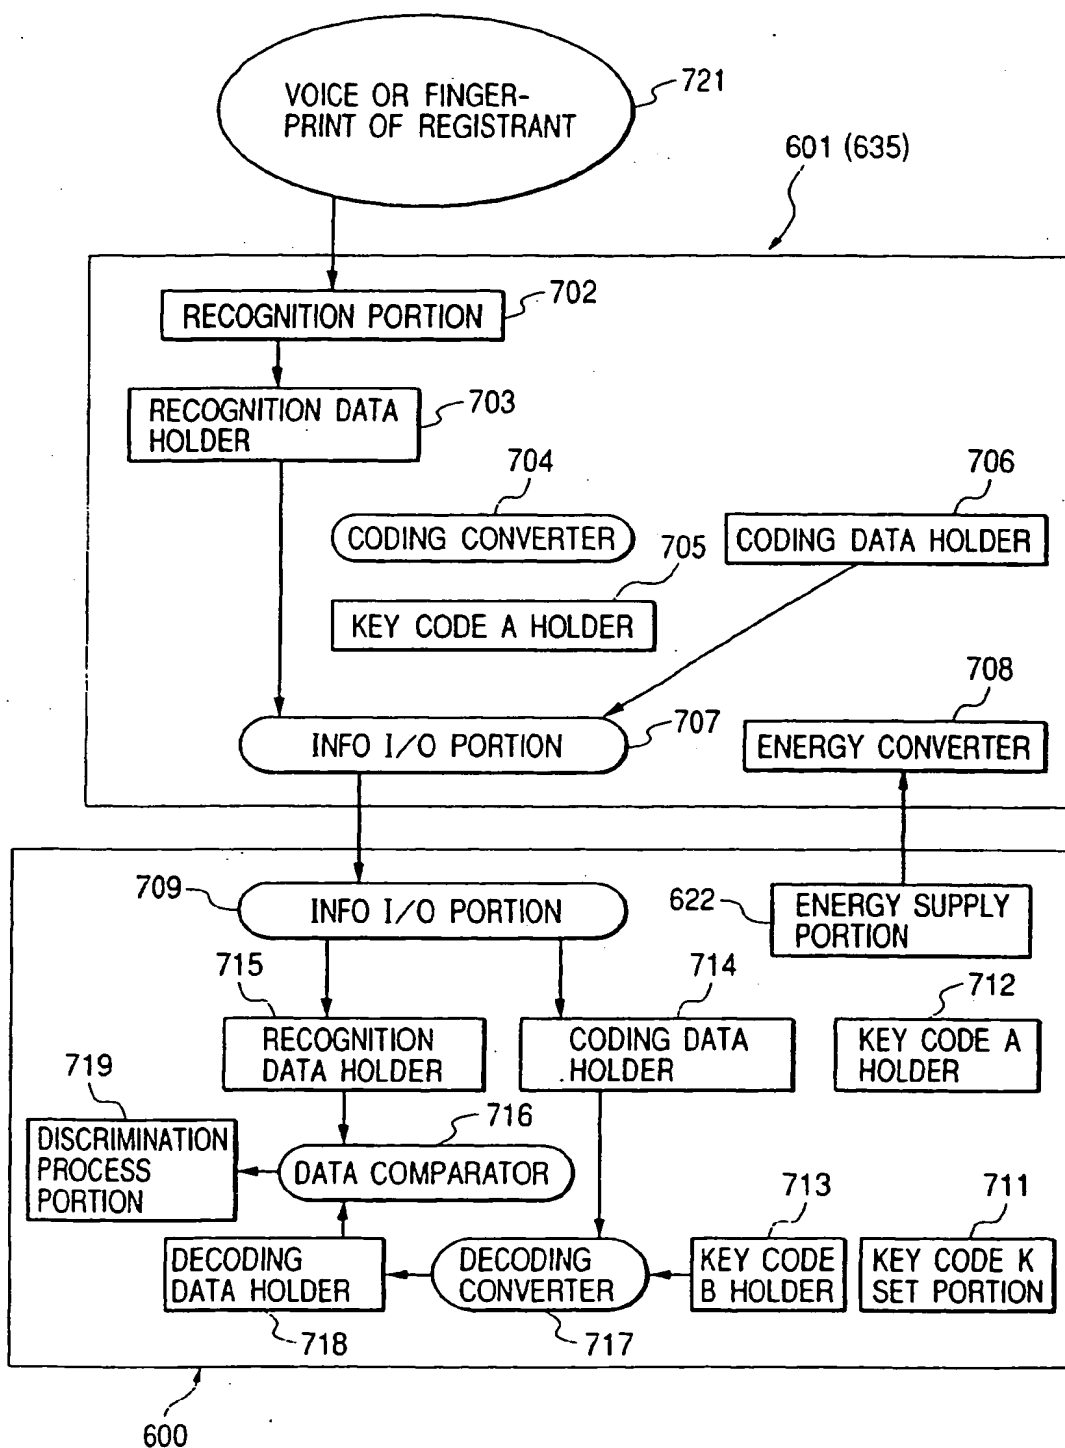 VOICE OR FINGER-
PRINT OF REGISTRANT
721
601 (635)
RECOGNITION PORTION
702
RECOGNITION DATA
HOLDER
703
704
CODING CONVERTER
706
CODING DATA HOLDER
705
KEY CODE A HOLDER
INFO I/O PORTION
707
708
ENERGY CONVERTER
709
INFO I/O PORTION
622
ENERGY SUPPLY
PORTION
715
RECOGNITION
DATA HOLDER
714
CODING DATA
HOLDER
712
KEY CODE A
HOLDER
719
DISCRIMINATION
PROCESS
PORTION
716
DATA COMPARATOR
DECODING
DATA HOLDER
718
DECODING
CONVERTER
717
713
KEY CODE
B HOLDER
711
KEY CODE K
SET PORTION
600